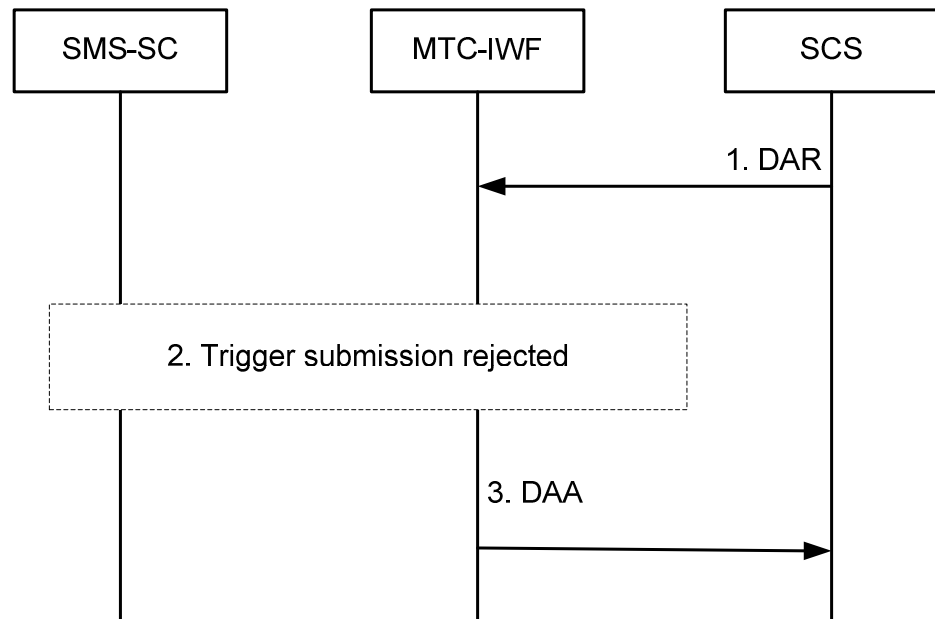 SMS-SC
MTC-IWF
SCS
1. DAR
2. Trigger submission rejected
3. DAA